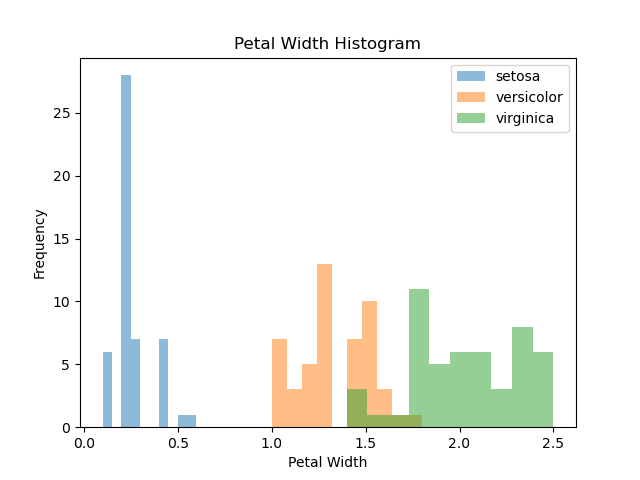 Petal Width Histogram
setosa
versicolor
virginica
Frequency
25
20
15
10
5
0
0.0 0.5 1.0 1.5 2.0 2.5
Petal Width